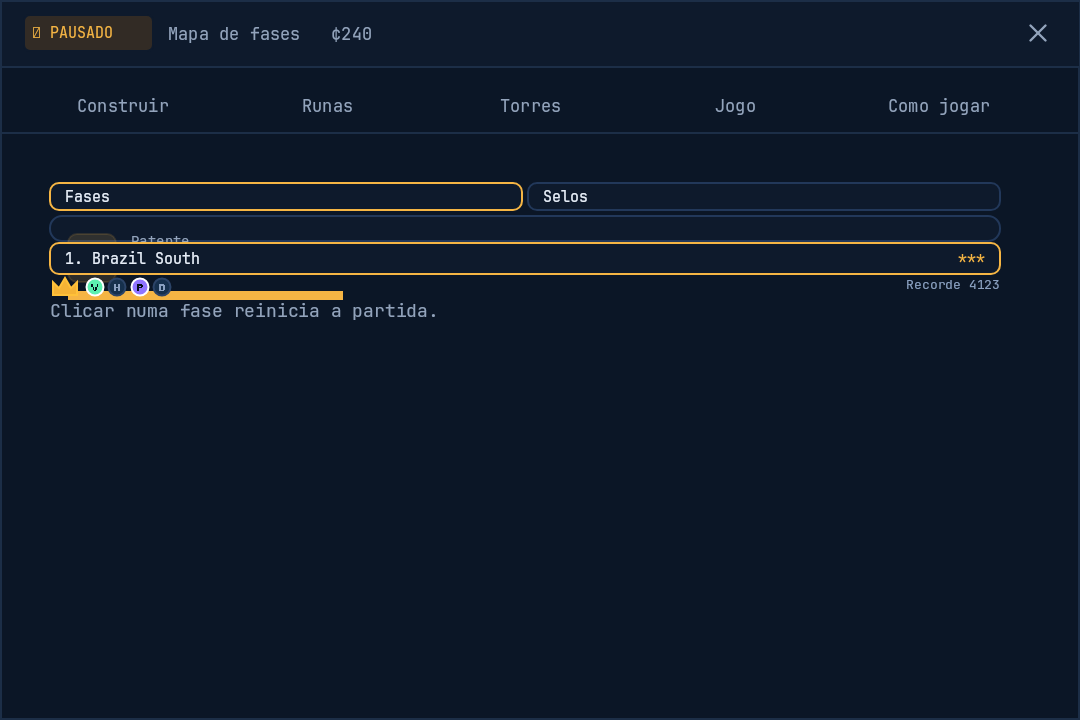 PAUSADO Mapa de fases ₵240
Construir Runas Torres Jogo Como jogar
Fases Selos
Patente
1. Brazil South ***
V H P D Recorde 4123
Clicar numa fase reinicia a partida.